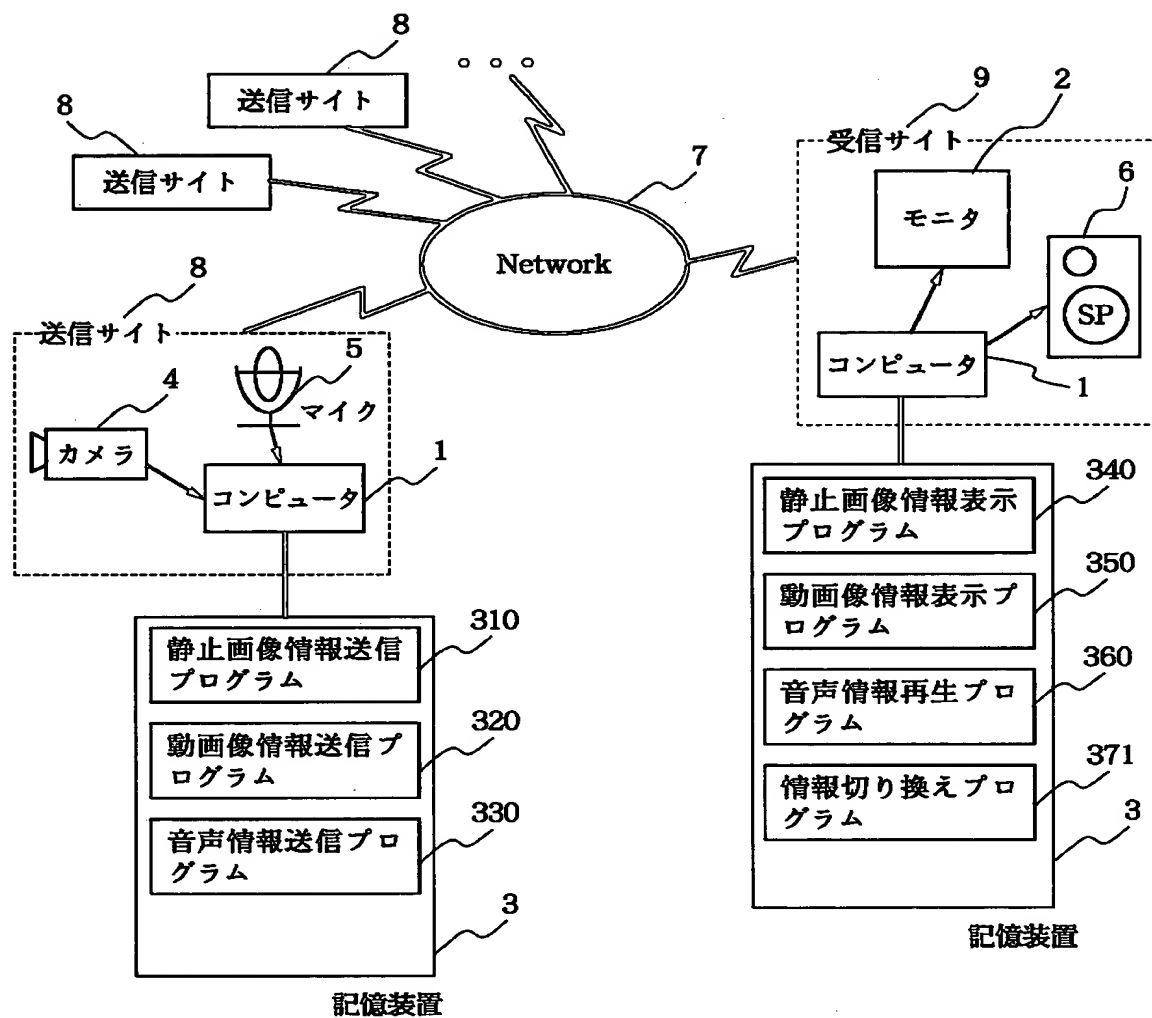 8
送信サイト
8
送信サイト
7
Network
9
受信サイト
2
モニタ
6
SP
コンピュータ
1
8
送信サイト
5
マイク
4
カメラ
コンピュータ
1
310
静止画像情報送信
プログラム
320
動画像情報送信プ
ログラム
330
音声情報送信プロ
グラム
3
記憶装置
340
静止画像情報表示
プログラム
350
動画像情報表示プ
ログラム
360
音声情報再生プロ
グラム
371
情報切り換えプロ
グラム
3
記憶装置